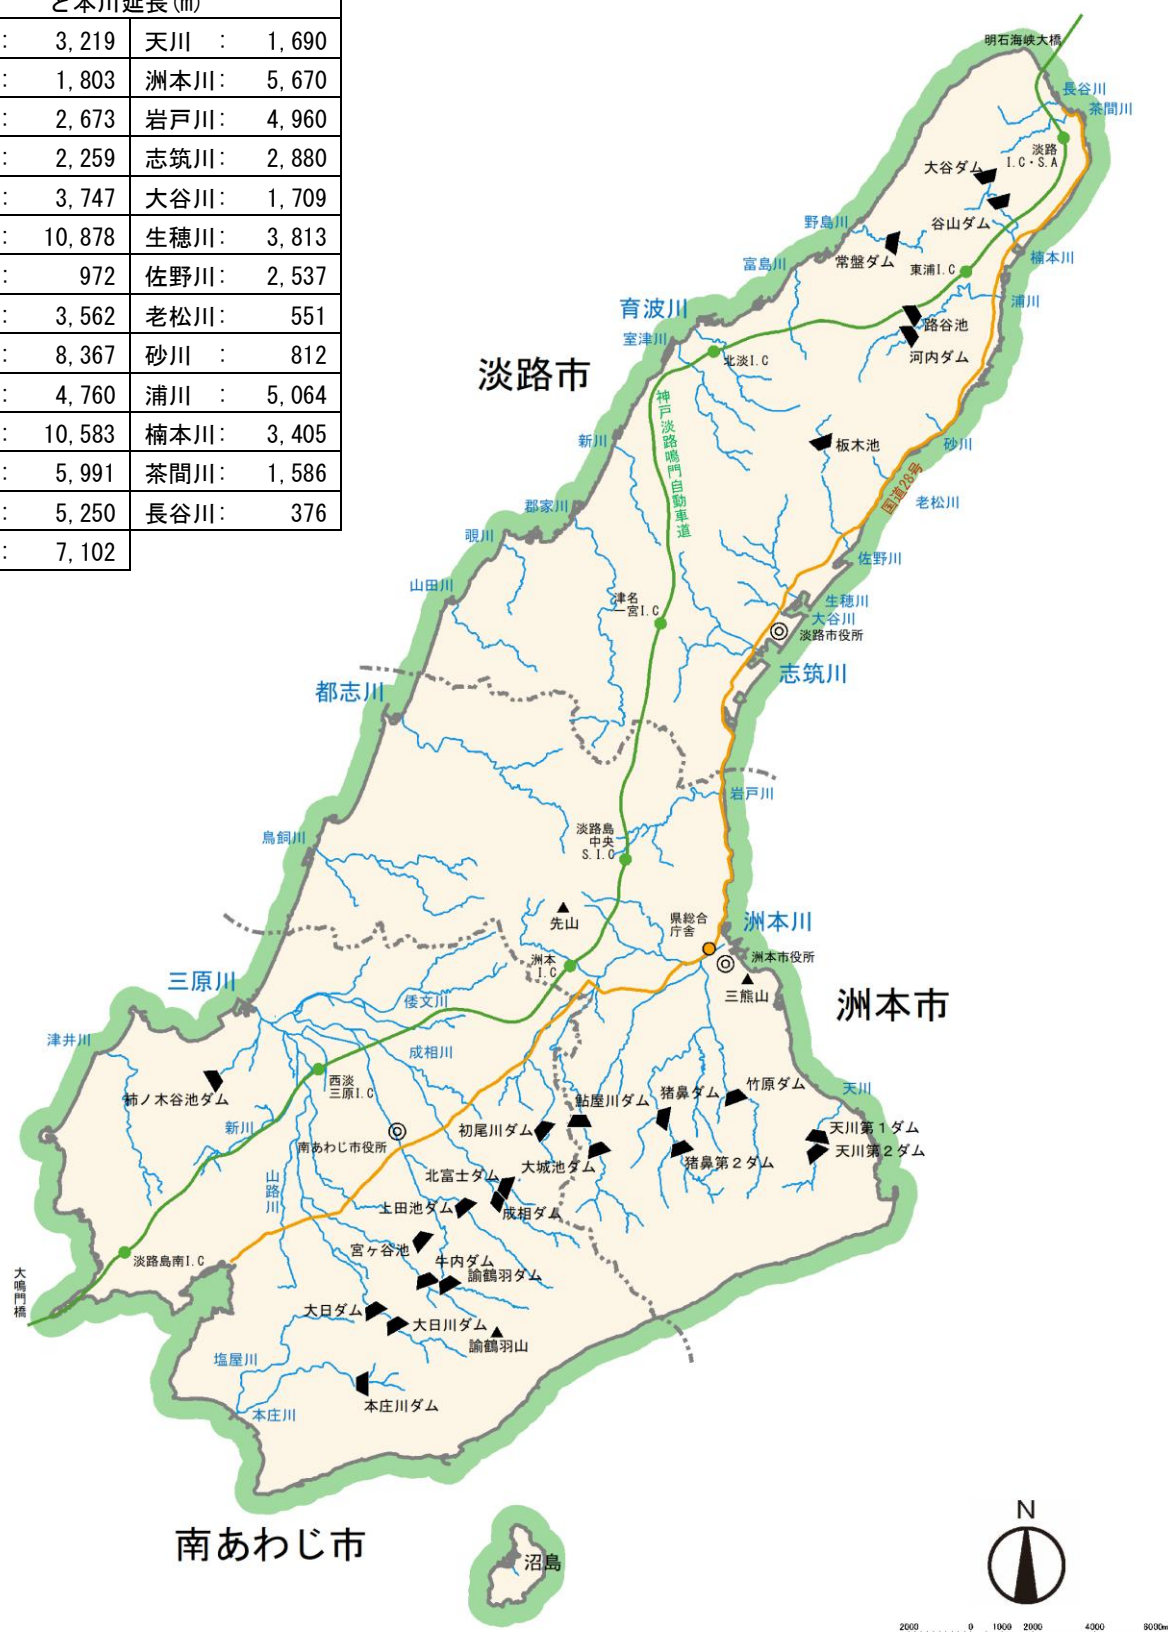 と本川延長(m)
: 3,219 天川 : 1,690
: 1,803 洲本川: 5,670
: 2,673 岩戸川: 4,960
: 2,259 志筑川: 2,880
: 3,747 大谷川: 1,709
: 10,878 生穂川: 3,813
: 972 佐野川: 2,537
: 3,562 老松川: 551
: 8,367 砂川 : 812
: 4,760 浦川 : 5,064
: 10,583 楠本川: 3,405
: 5,991 茶間川: 1,586
: 5,250 長谷川: 376
: 7,102
明石海峡大橋
長谷川
茶間川
淡路
I.C・S.A
大谷ダム
谷山ダム
野島川
常盤ダム
東浦I.C
楠本川
富島川
浦川
育波川
路谷池
室津川
河内ダム
北淡I.C
淡路市
神戸淡路鳴門自動車道
新川
板木池
砂川
国道28号
老松川
郡家川
覗川
佐野川
山田川
津名
一宮I.C
生穂川
大谷川
淡路市役所
志筑川
都志川
岩戸川
鳥飼川
淡路島
中央
S.I.C
先山
県総合
庁舎
洲本川
洲本
I.C
洲本市役所
三熊山
三原川
倭文川
洲本市
津井川
成相川
西淡
三原I.C
柿ノ木谷池ダム
新川
南あわじ市役所
初尾川ダム
鮎屋川ダム
猪鼻ダム
竹原ダム
天川
天川第1ダム
天川第2ダム
猪鼻第2ダム
大城池ダム
北富士ダム
山路川
上田池ダム
成相ダム
宮ヶ谷池
牛内ダム
諭鶴羽ダム
淡路島南I.C
大鳴門橋
大日ダム
大日川ダム
諭鶴羽山
塩屋川
本庄川ダム
本庄川
南あわじ市
沼島
N
2000 0 1000 2000 4000 6000m